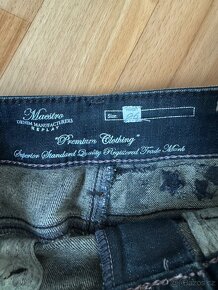 Maestro
DENIM MANUFACTURERS
REPLAY
Size:
"Premium Clothing"
Superior Standard Quality Registered Trade Mark